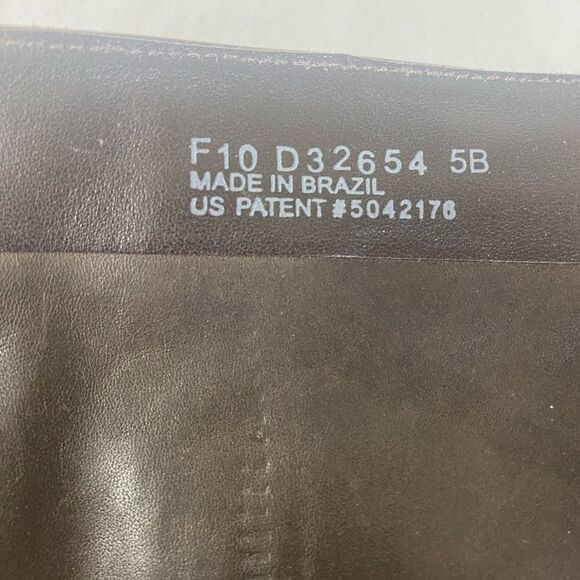 F10 D32654 5B
MADE IN BRAZIL
US PATENT #5042176